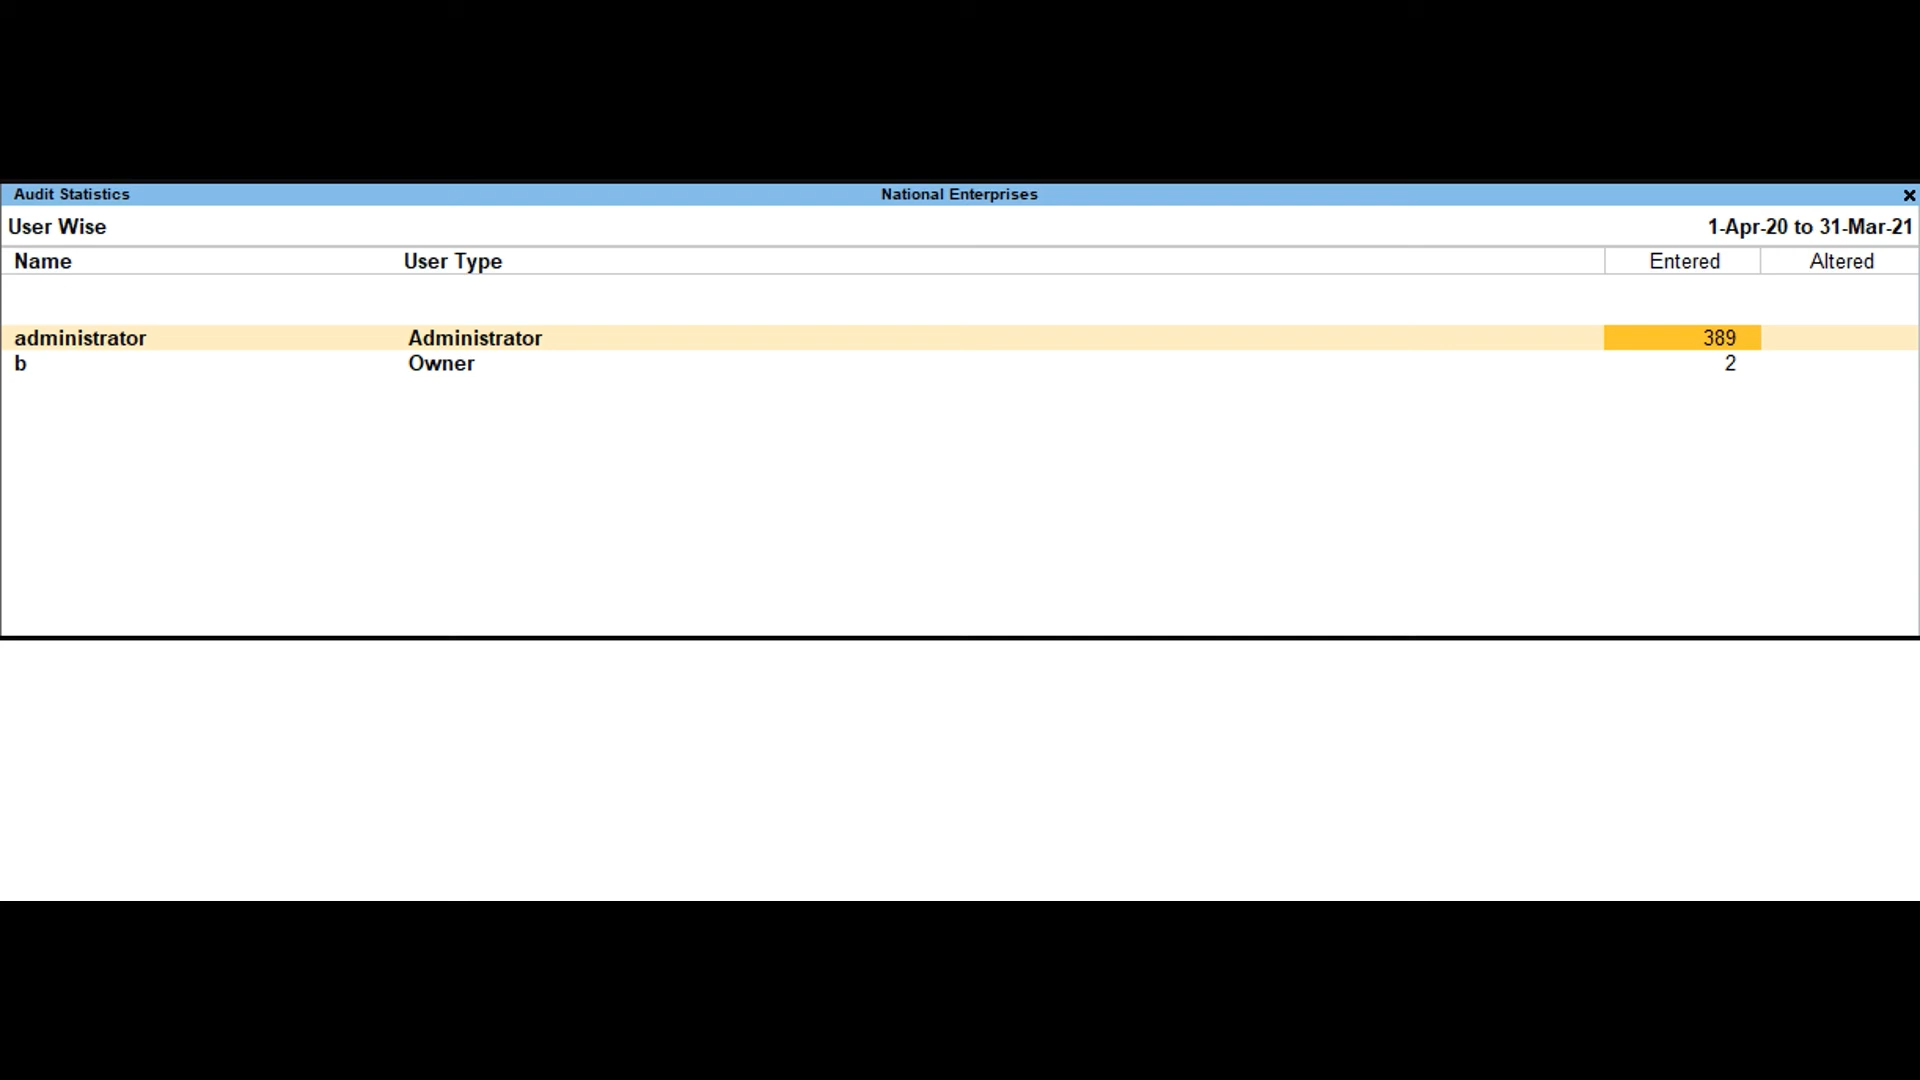 Audit Statistics National Enterprises
User Wise 1-Apr-20 to 31-Mar-21
Name User Type Entered Altered
administrator Administrator 389
b Owner 2